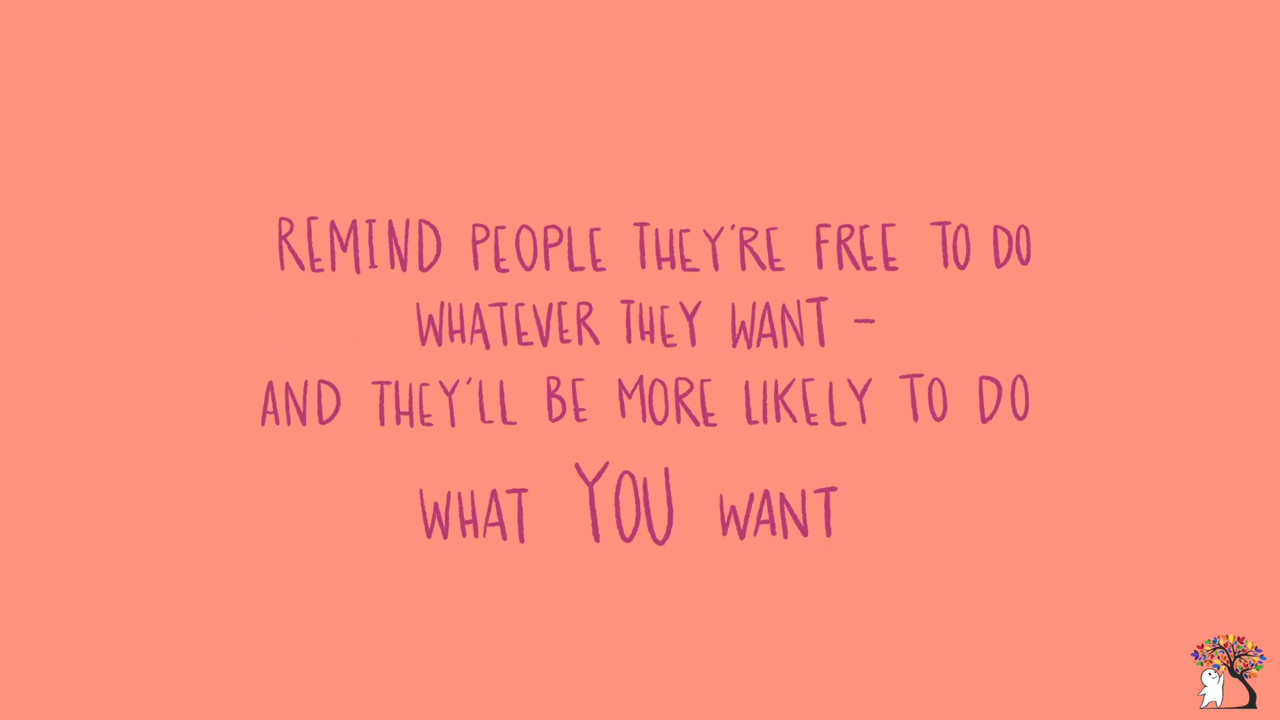 REMIND PEOPLE THEY'RE FREE TO DO
WHATEVER THEY WANT -
AND THEY'LL BE MORE LIKELY TO DO
WHAT YOU WANT